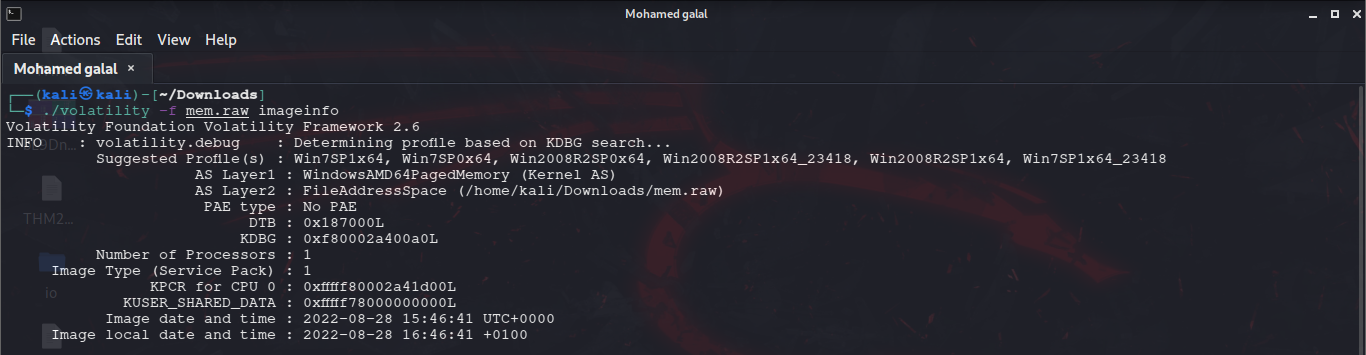 Mohamed galal
File Actions Edit View Help
Mohamed galal ×
(kali㉿kali)-[~/Downloads]
$ ./volatility -f mem.raw imageinfo
Volatility Foundation Volatility Framework 2.6
INFO : volatility.debug : Determining profile based on KDBG search...
Suggested Profile(s) : Win7SP1x64, Win7SP0x64, Win2008R2SP0x64, Win2008R2SP1x64_23418, Win2008R2SP1x64, Win7SP1x64_23418
AS Layer1 : WindowsAMD64PagedMemory (Kernel AS)
AS Layer2 : FileAddressSpace (/home/kali/Downloads/mem.raw)
PAE type : No PAE
THM2...
DTB : 0x187000L
KDBG : 0xf80002a400a0L
Number of Processors : 1
Image Type (Service Pack) : 1
KPCR for CPU 0 : 0xfffff80002a41d00L
io
KUSER_SHARED_DATA : 0xfffff78000000000L
Image date and time : 2022-08-28 15:46:41 UTC+0000
Image local date and time : 2022-08-28 16:46:41 +0100